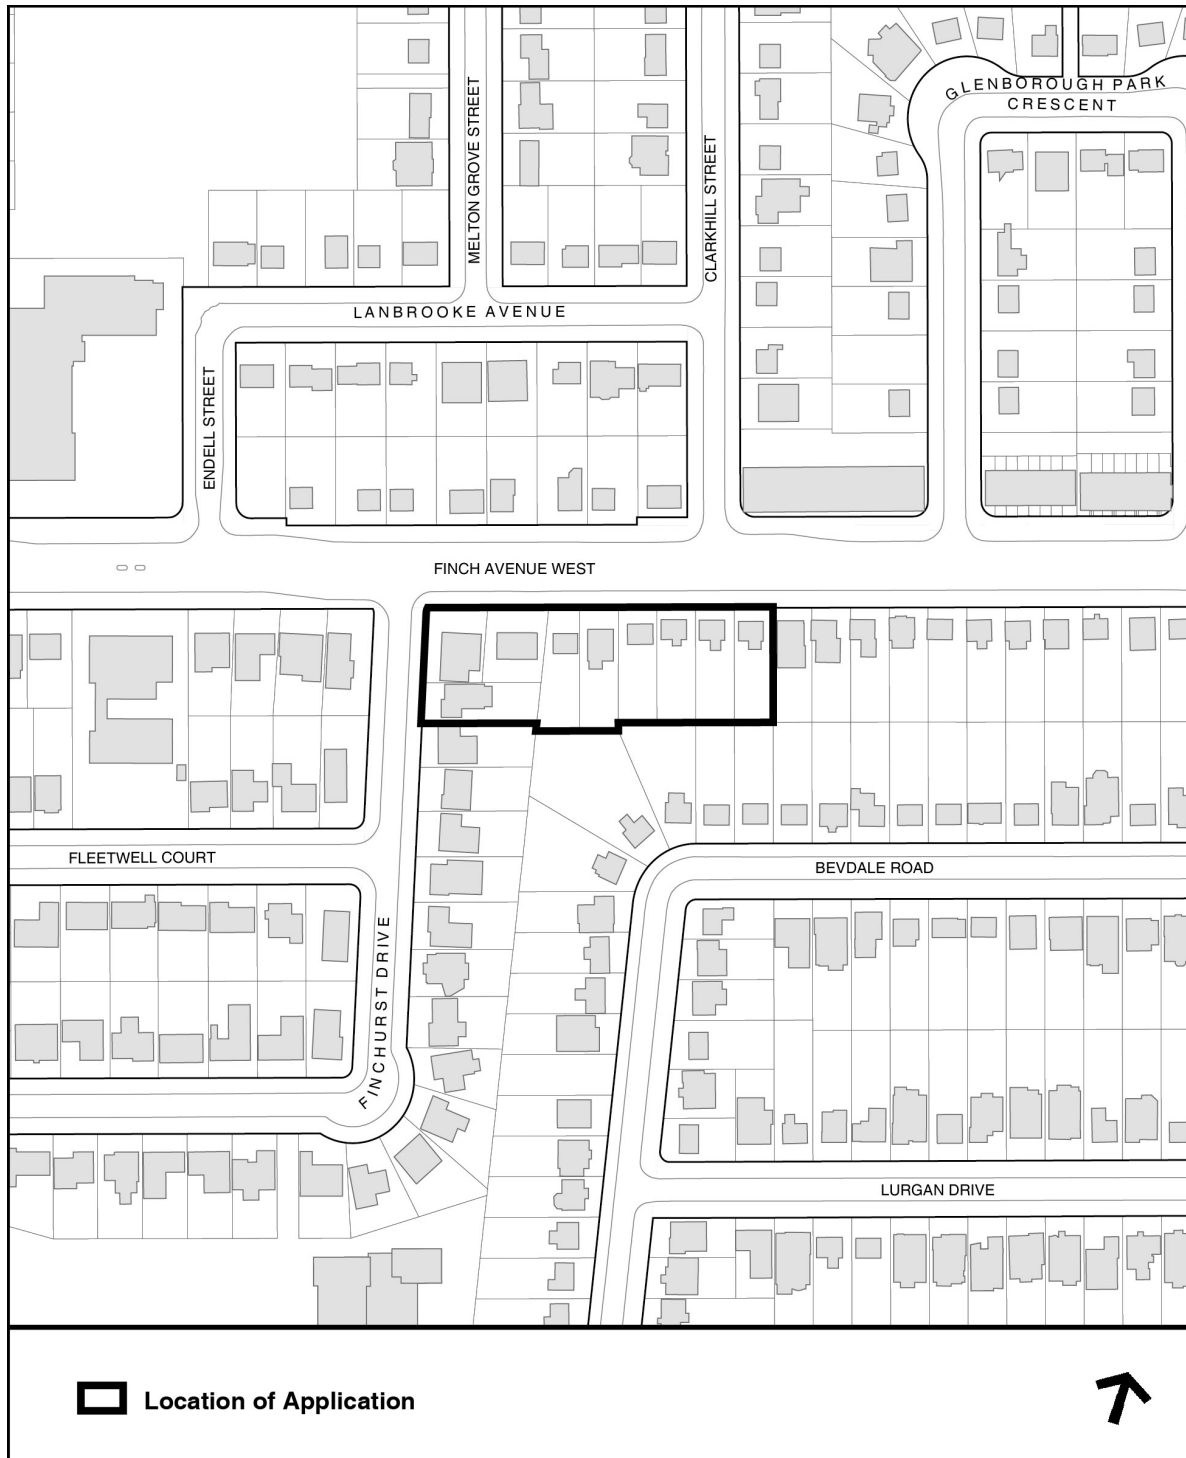 GLENBOROUGH PARK
CRESCENT
MELTON GROVE STREET
CLARKHILL STREET
LANBROOKE AVENUE
ENDELL STREET
FINCH AVENUE WEST
FLEETWELL COURT
BEVDALE ROAD
FINCHURST DRIVE
LURGAN DRIVE
Location of Application